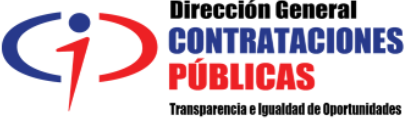 Dirección General
CONTRATACIONES
PÚBLICAS
Transparencia e Igualdad de Oportunidades